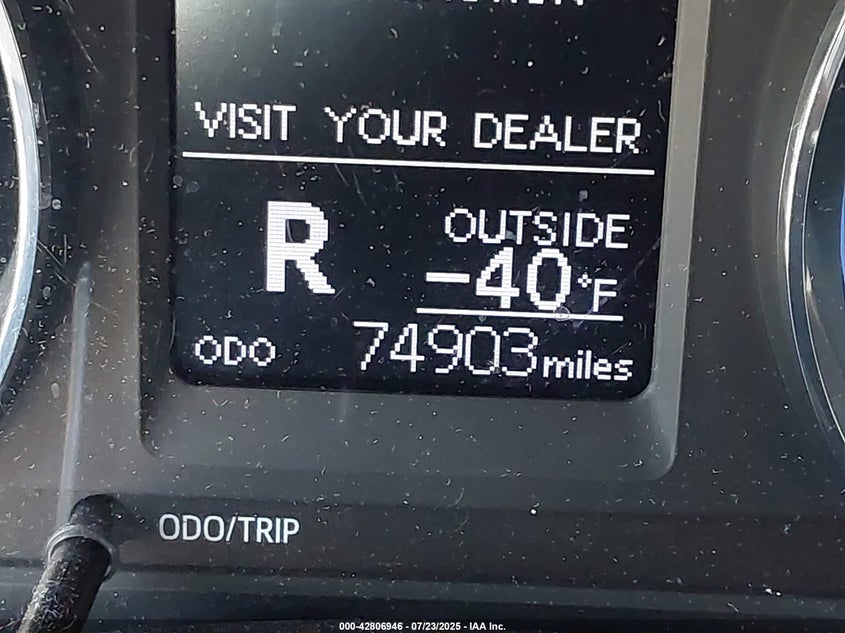 VISIT YOUR DEALER
R
OUTSIDE
-40°F
ODO 74903 miles
ODO/TRIP
000-42806946 - 07/23/2025 - IAA Inc.